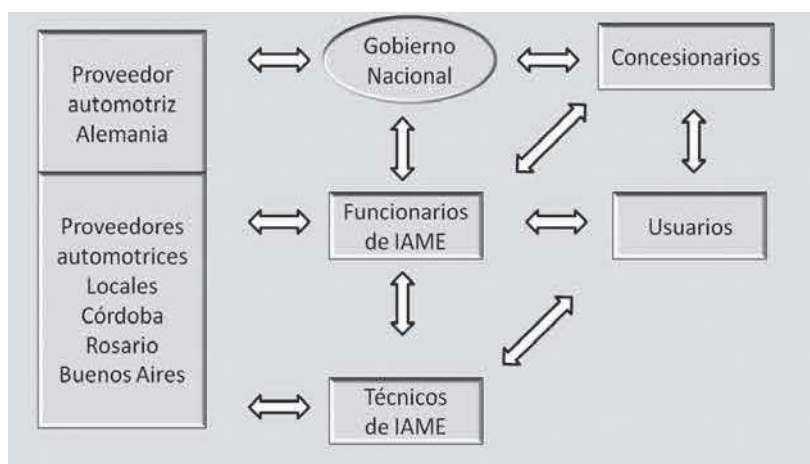 Proveedor
automotriz
Alemania
Proveedores
automotrices
Locales
Córdoba
Rosario
Buenos Aires
Gobierno
Nacional
Concesionarios
Funcionarios
de IAME
Usuarios
Técnicos
de IAME